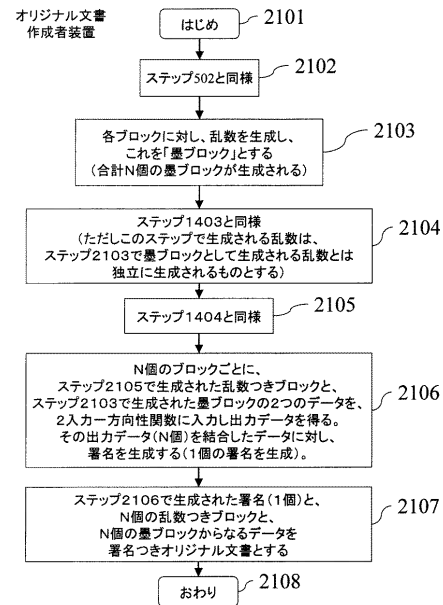 オリジナル文書
作成者装置
はじめ
2101
ステップ502と同様
2102
各ブロックに対し、乱数を生成し、
これを「墨ブロック」とする
(合計N個の墨ブロックが生成される)
2103
ステップ1403と同様
(ただしこのステップで生成される乱数は、
ステップ2103で墨ブロックとして生成される乱数とは
独立に生成されるものとする)
2104
ステップ1404と同様
2105
N個のブロックごとに、
ステップ2105で生成された乱数つきブロックと、
ステップ2103で生成された墨ブロックの2つのデータを、
2入力一方向性関数に入力し出力データを得る。
その出力データ(N個)を結合したデータに対し、
署名を生成する(1個の署名を生成)。
2106
ステップ2106で生成された署名(1個)と、
N個の乱数つきブロックと、
N個の墨ブロックからなるデータを
署名つきオリジナル文書とする
2107
おわり
2108